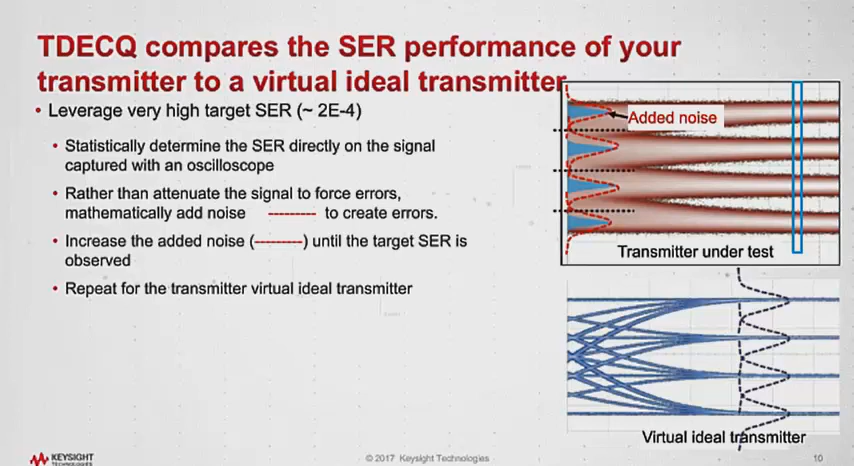 TDECQ compares the SER performance of your
transmitter to a virtual ideal transmitter
• Leverage very high target SER (~ 2E-4)
• Statistically determine the SER directly on the signal
captured with an oscilloscope
• Rather than attenuate the signal to force errors,
mathematically add noise --------- to create errors.
• Increase the added noise (---------) until the target SER is
observed
• Repeat for the transmitter virtual ideal transmitter
Added noise
Transmitter under test
Virtual ideal transmitter
KEYSIGHT
TECHNOLOGIES
© 2017 Keysight Technologies
10